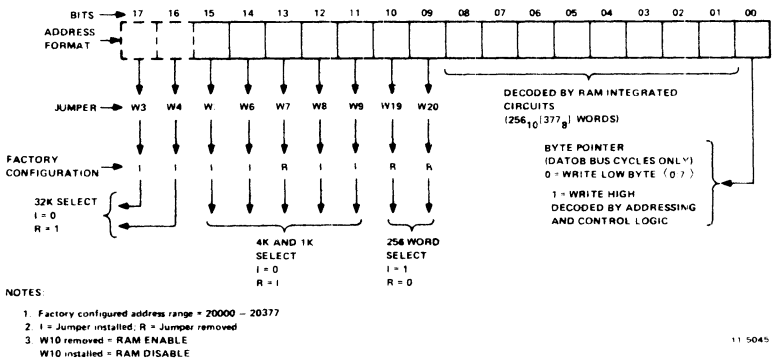 BITS 17 16 15 14 13 12 11 10 09 08 07 06 05 04 03 02 01 00
ADDRESS
FORMAT
JUMPER W3 W4 W6 W7 W8 W9 W19 W20
DECODED BY RAM INTEGRATED
CIRCUITS
(256₁₀ (377₈) WORDS)
BYTE POINTER
(DATOB BUS CYCLES ONLY)
0 = WRITE LOW BYTE
1 = WRITE HIGH
DECODED BY ADDRESSING
AND CONTROL LOGIC
FACTORY
CONFIGURATION I I I I R I I R R
32K SELECT
I = 0
R = 1
4K AND 1K
SELECT
I = 0
R = I
256 WORD
SELECT
I = 1
R = 0
NOTES:
1. Factory configured address range = 20000 – 20377
2. I = Jumper installed; R = Jumper removed
3. W10 removed = RAM ENABLE
W10 installed = RAM DISABLE
11 5045